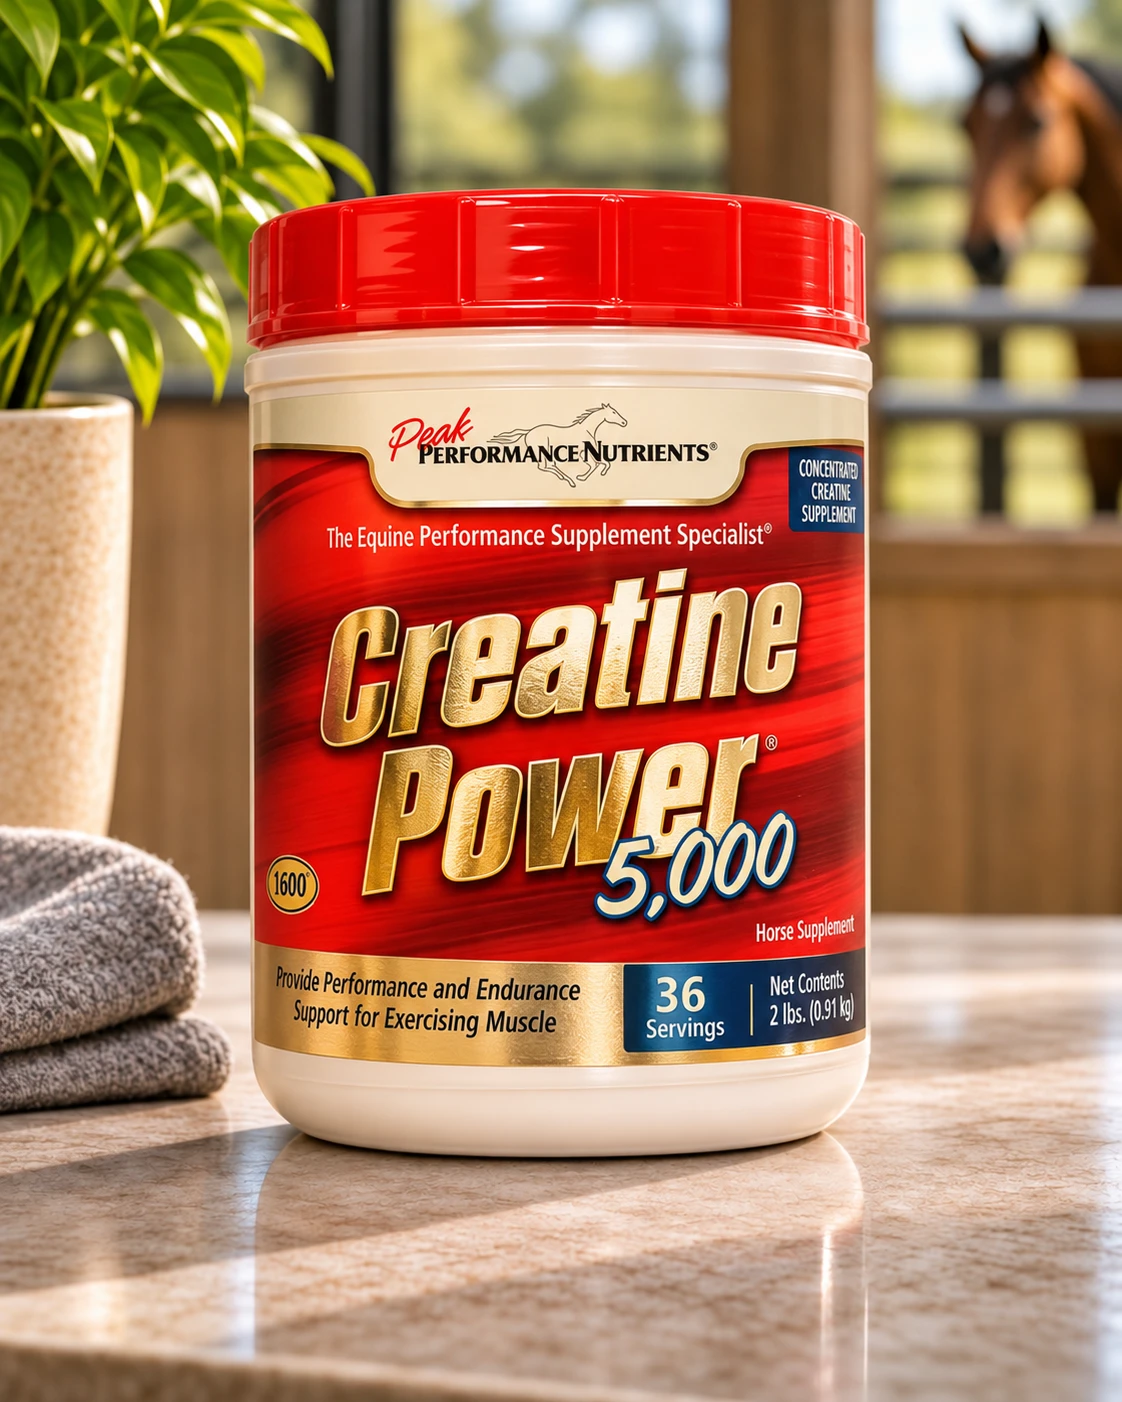 Peak
PERFORMANCE NUTRIENTS®
CONCENTRATED
CREATINE
SUPPLEMENT
The Equine Performance Supplement Specialist®
Creatine
Power®
5,000
1600®
Horse Supplement
Provide Performance and Endurance
Support for Exercising Muscle
36
Servings
Net Contents
2 lbs. (0.91 kg)